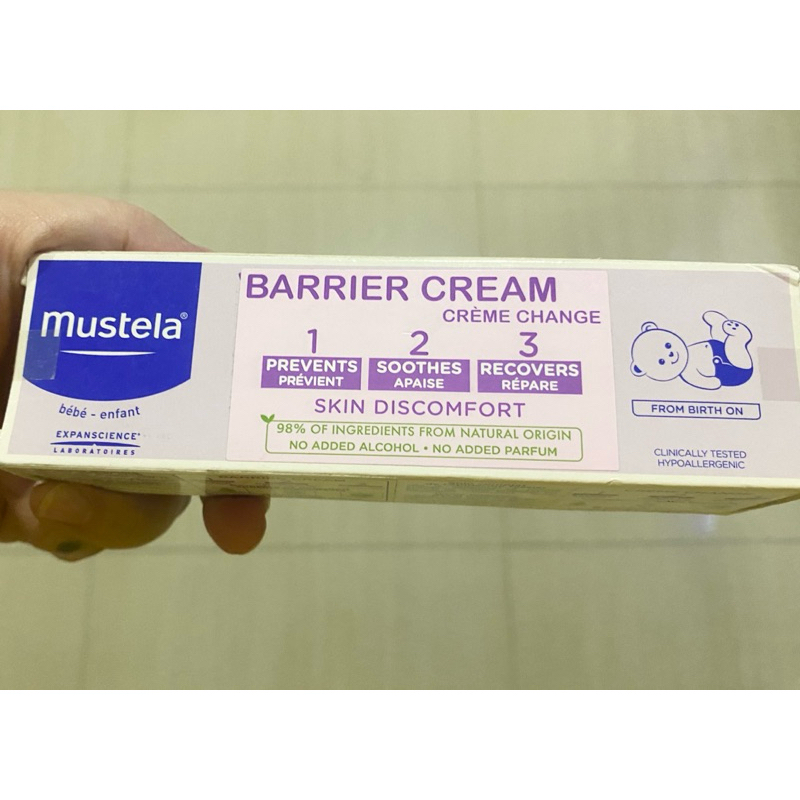 mustela®
bébé - enfant
EXPANSCIENCE®
LABORATOIRES
BARRIER CREAM
CRÈME CHANGE
1 2 3
PREVENTS SOOTHES RECOVERS
PRÉVIENT APAISE RÉPARE
SKIN DISCOMFORT
98% OF INGREDIENTS FROM NATURAL ORIGIN
NO ADDED ALCOHOL • NO ADDED PARFUM
FROM BIRTH ON
CLINICALLY TESTED
HYPOALLERGENIC